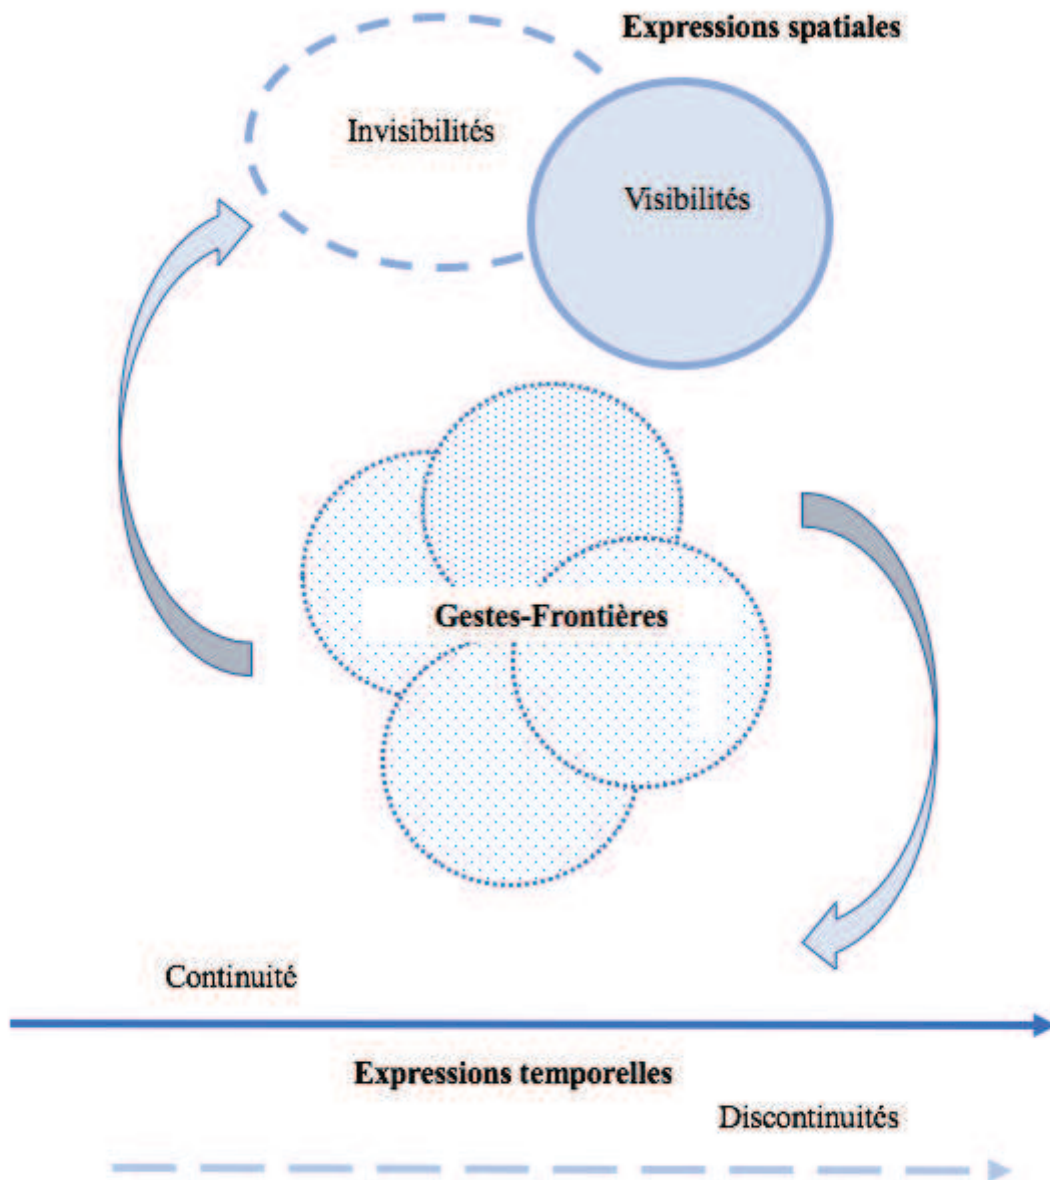 Expressions spatiales
Invisibilités
Visibilités
Gestes-Frontières
Continuité
Expressions temporelles
Discontinuités